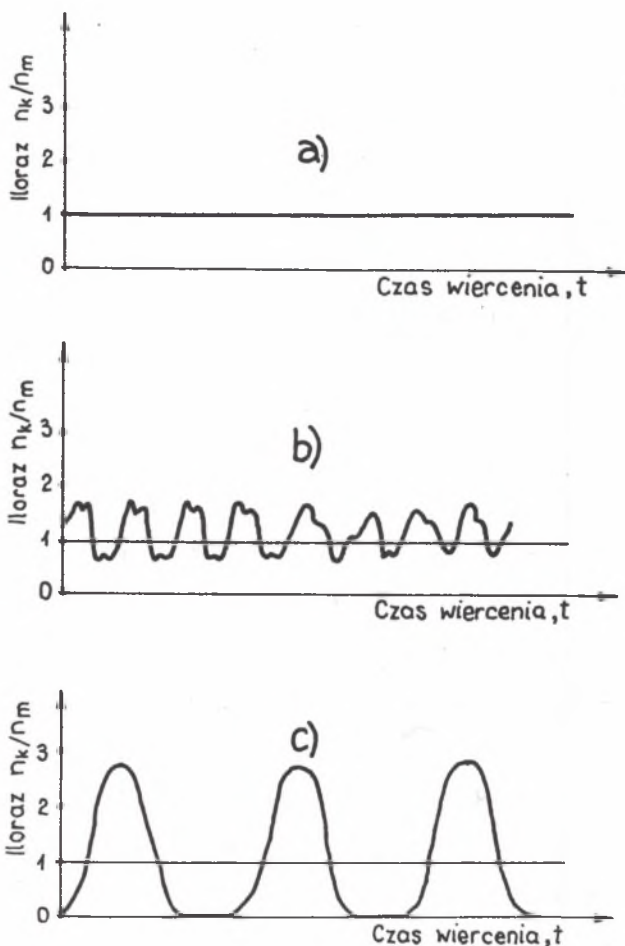 Iloraz nk/nm
3
2
1
0
a)
Czas wiercenia,t
Iloraz nk/nm
3
2
1
0
b)
Czas wiercenia,t
Iloraz nk/nm
3
2
1
0
c)
Czas wiercenia,t